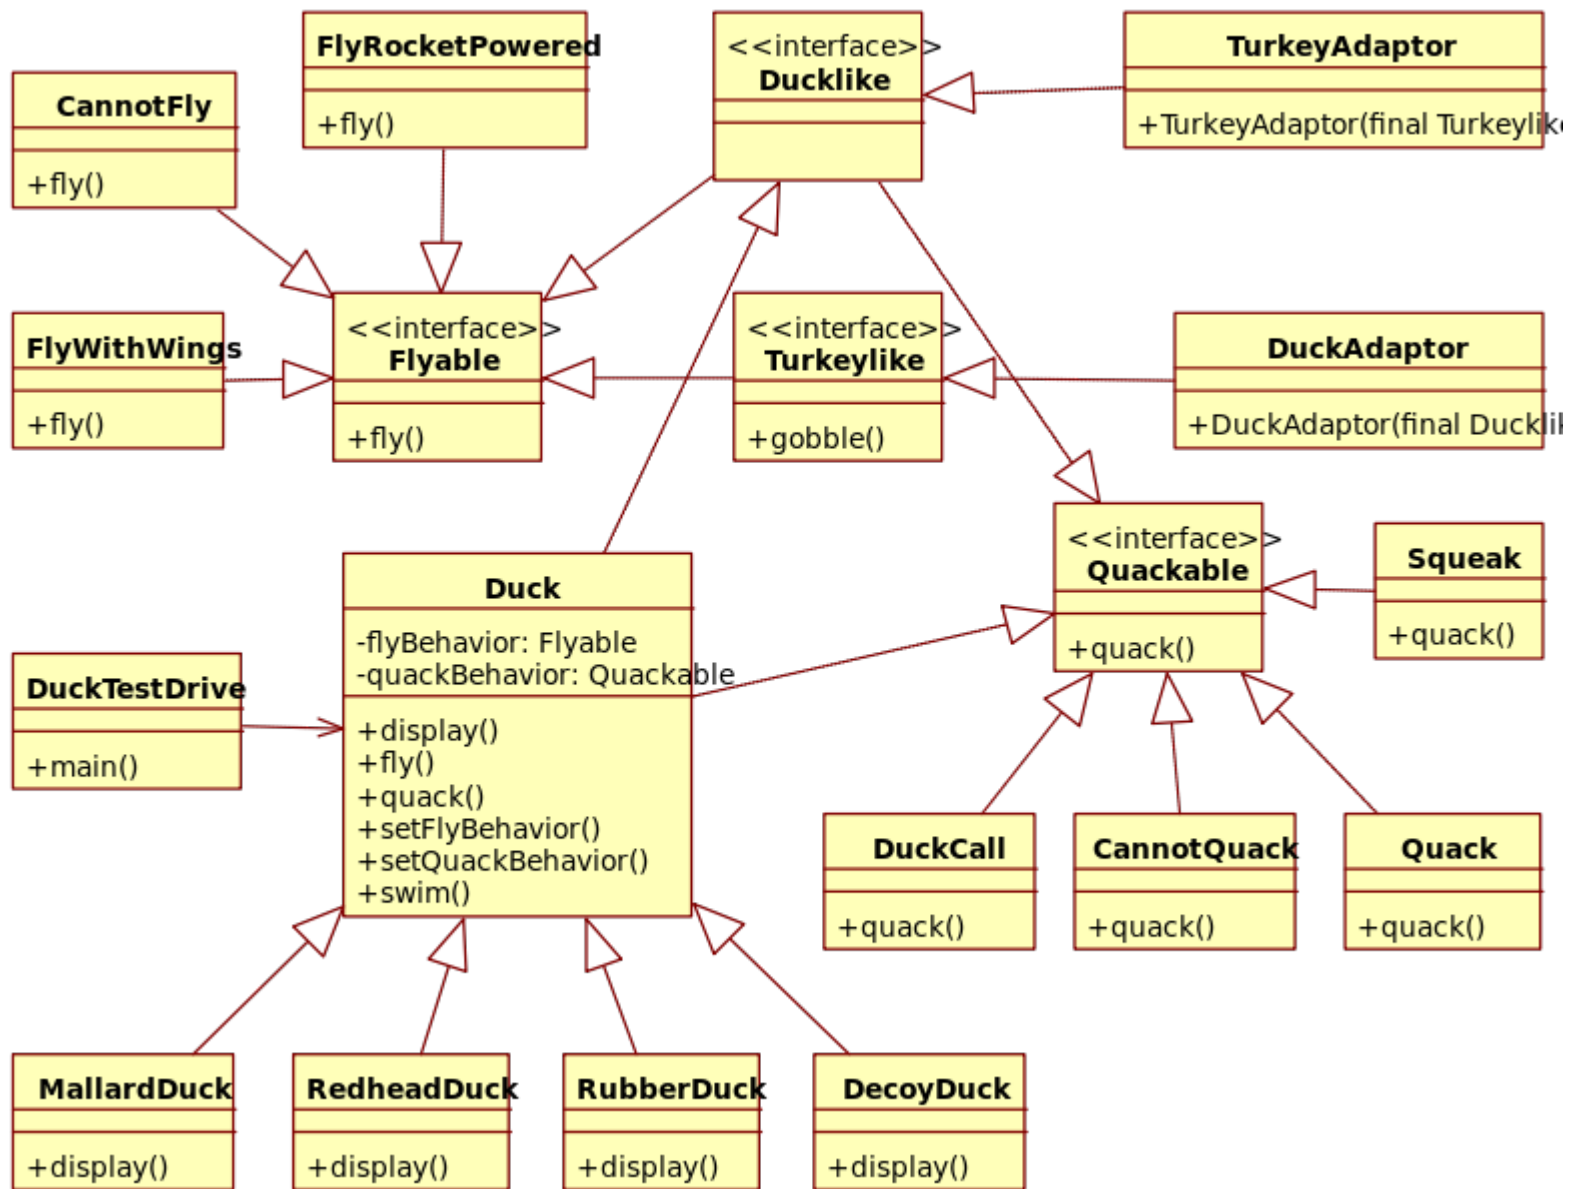 FlyRocketPowered
+fly()
<<interface>>
Ducklike
TurkeyAdaptor
+TurkeyAdaptor(final Turkeylike
CannotFly
+fly()
FlyWithWings
+fly()
<<interface>>
Flyable
+fly()
<<interface>>
Turkeylike
+gobble()
DuckAdaptor
+DuckAdaptor(final Duckli
<<interface>>
Quackable
+quack()
Squeak
+quack()
Duck
-flyBehavior: Flyable
-quackBehavior: Quackable
+display()
+fly()
+quack()
+setFlyBehavior()
+setQuackBehavior()
+swim()
DuckTestDrive
+main()
DuckCall
+quack()
CannotQuack
+quack()
Quack
+quack()
MallardDuck
+display()
RedheadDuck
+display()
RubberDuck
+display()
DecoyDuck
+display()